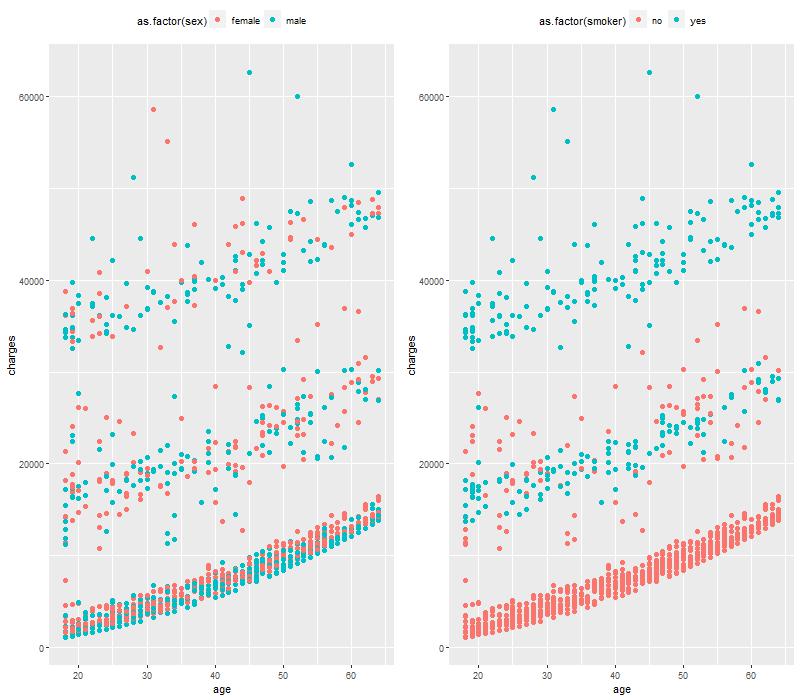 as.factor(sex) female male
60000
40000
20000
0
charges
20 30 40 50 60
age
as.factor(smoker) no yes
60000
40000
20000
0
charges
20 30 40 50 60
age